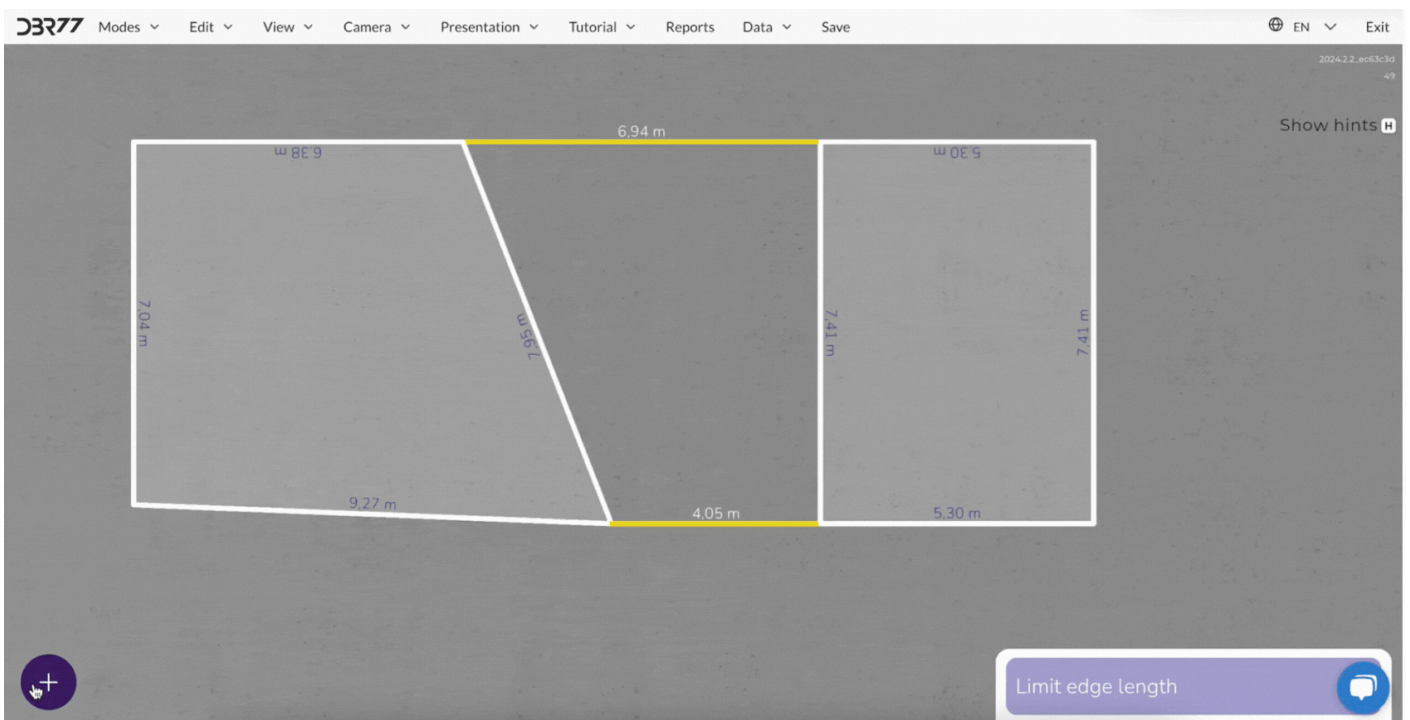 DBR77 Modes Edit View Camera Presentation Tutorial Reports Data Save EN Exit
2024.2.2_ec63c3d
49
Show hints H
6,94 m
6,38 m
5,30 m
7,04 m
7,95 m
7,41 m
7,41 m
9,27 m
4,05 m
5,30 m
Limit edge length